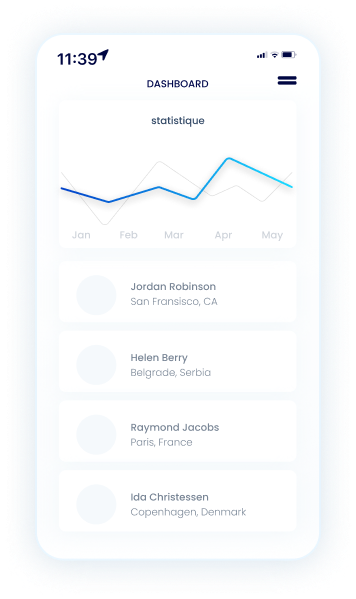 11:39
DASHBOARD
statistique
Jan Feb Mar Apr May
Jordan Robinson
San Fransisco, CA
Helen Berry
Belgrade, Serbia
Raymond Jacobs
Paris, France
Ida Christessen
Copenhagen, Denmark